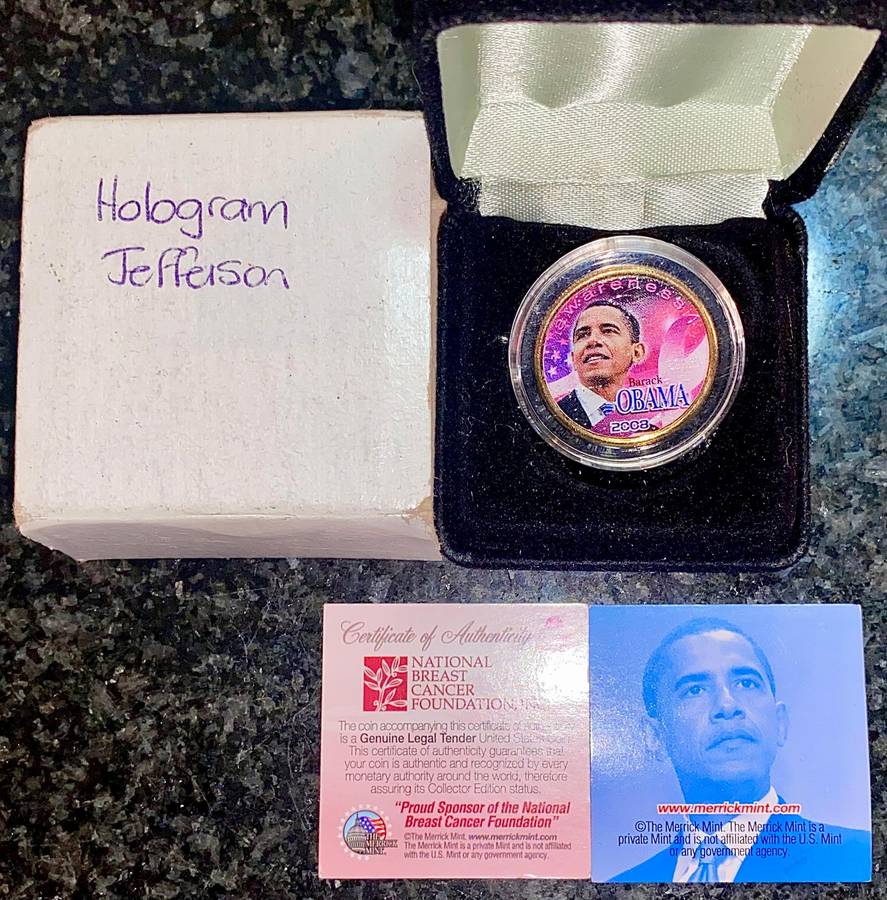 Hologram
Jefferson
awareness
Barack
OBAMA
2008
Certificate of Authenticity
NATIONAL
BREAST
CANCER
FOUNDATION, INC
The coin accompanying this certificate of
is a Genuine Legal Tender United States coin.
This certificate of authenticity guarantees that
your coin is authentic and recognized by every
monetary authority around the world, therefore
assuring its Collector Edition status.
"Proud Sponsor of the National
Breast Cancer Foundation"
THE
MERRICK
MINT
©The Merrick Mint. www.merrickmint.com
The Merrick Mint is a private Mint and is not affiliated
with the U.S. Mint or any government agency.
www.merrickmint.com
©The Merrick Mint. The Merrick Mint is a
private Mint and is not affiliated with the U.S. Mint
or any government agency.